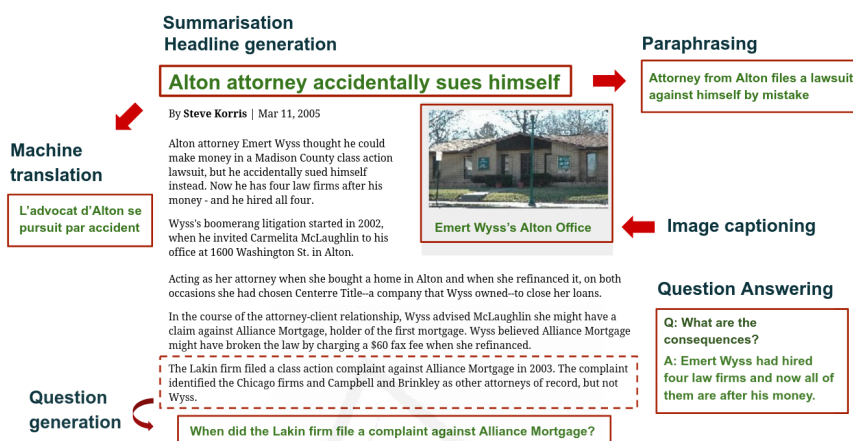 Summarisation
Headline generation
Paraphrasing
Alton attorney accidentally sues himself
Attorney from Alton files a lawsuit
against himself by mistake
By Steve Korris | Mar 11, 2005
Machine
translation
L'advocat d'Alton se
pursuit par accident
Alton attorney Emert Wyss thought he could
make money in a Madison County class action
lawsuit, but he accidentally sued himself
instead. Now he has four law firms after his
money - and he hired all four.
Wyss's boomerang litigation started in 2002,
when he invited Carmelita McLaughlin to his
office at 1600 Washington St. in Alton.
Emert Wyss's Alton Office
Image captioning
Acting as her attorney when she bought a home in Alton and when she refinanced it, on both
occasions she had chosen Centerre Title--a company that Wyss owned--to close her loans.
In the course of the attorney-client relationship, Wyss advised McLaughlin she might have a
claim against Alliance Mortgage, holder of the first mortgage. Wyss believed Alliance Mortgage
might have broken the law by charging a $60 fax fee when she refinanced.
The Lakin firm filed a class action complaint against Alliance Mortgage in 2003. The complaint
identified the Chicago firms and Campbell and Brinkley as other attorneys of record, but not
Wyss.
Question Answering
Q: What are the
consequences?
A: Emert Wyss had hired
four law firms and now all of
them are after his money.
Question
generation
When did the Lakin firm file a complaint against Alliance Mortgage?